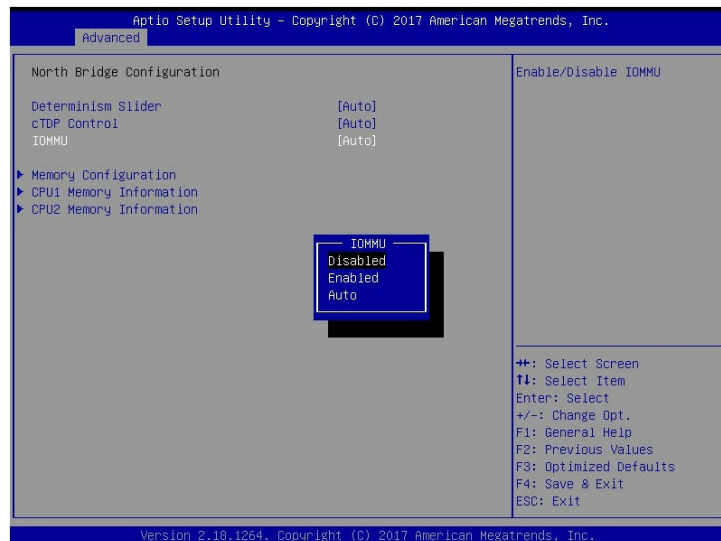 Aptio Setup Utility - Copyright (C) 2017 American Megatrends, Inc.
Advanced
North Bridge Configuration
Determinism Slider [Auto]
cTDP Control [Auto]
IOMMU [Auto]
Memory Configuration
CPU1 Memory Information
CPU2 Memory Information
IOMMU
Disabled
Enabled
Auto
Enable/Disable IOMMU
→←: Select Screen
↑↓: Select Item
Enter: Select
+/-: Change Opt.
F1: General Help
F2: Previous Values
F3: Optimized Defaults
F4: Save & Exit
ESC: Exit
Version 2.18.1264. Copyright (C) 2017 American Megatrends, Inc.